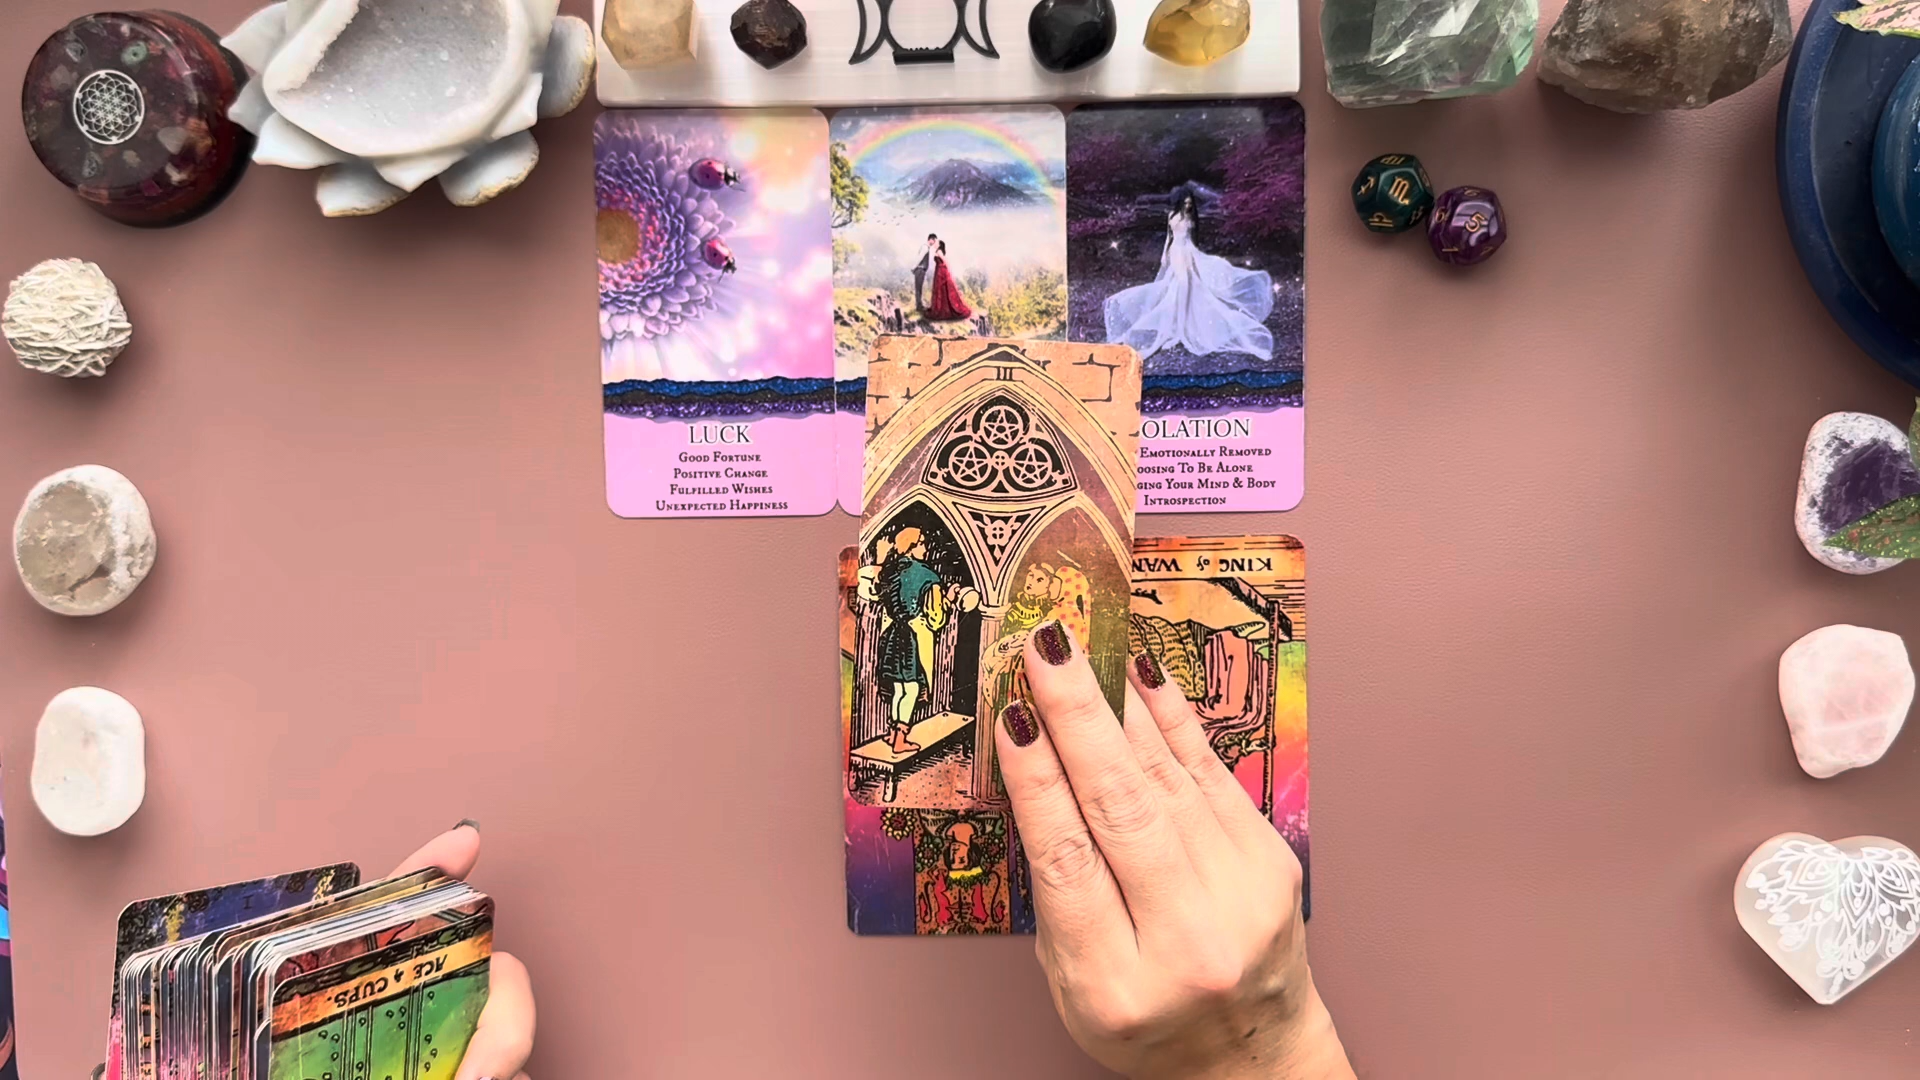 5
LUCK
GOOD FORTUNE
POSITIVE CHANGE
FULFILLED WISHES
UNEXPECTED HAPPINESS
III
OLATION
EMOTIONALLY REMOVED
OOSING TO BE ALONE
GING YOUR MIND & BODY
INTROSPECTION
KING of WAN
I
ACE of CUPS.